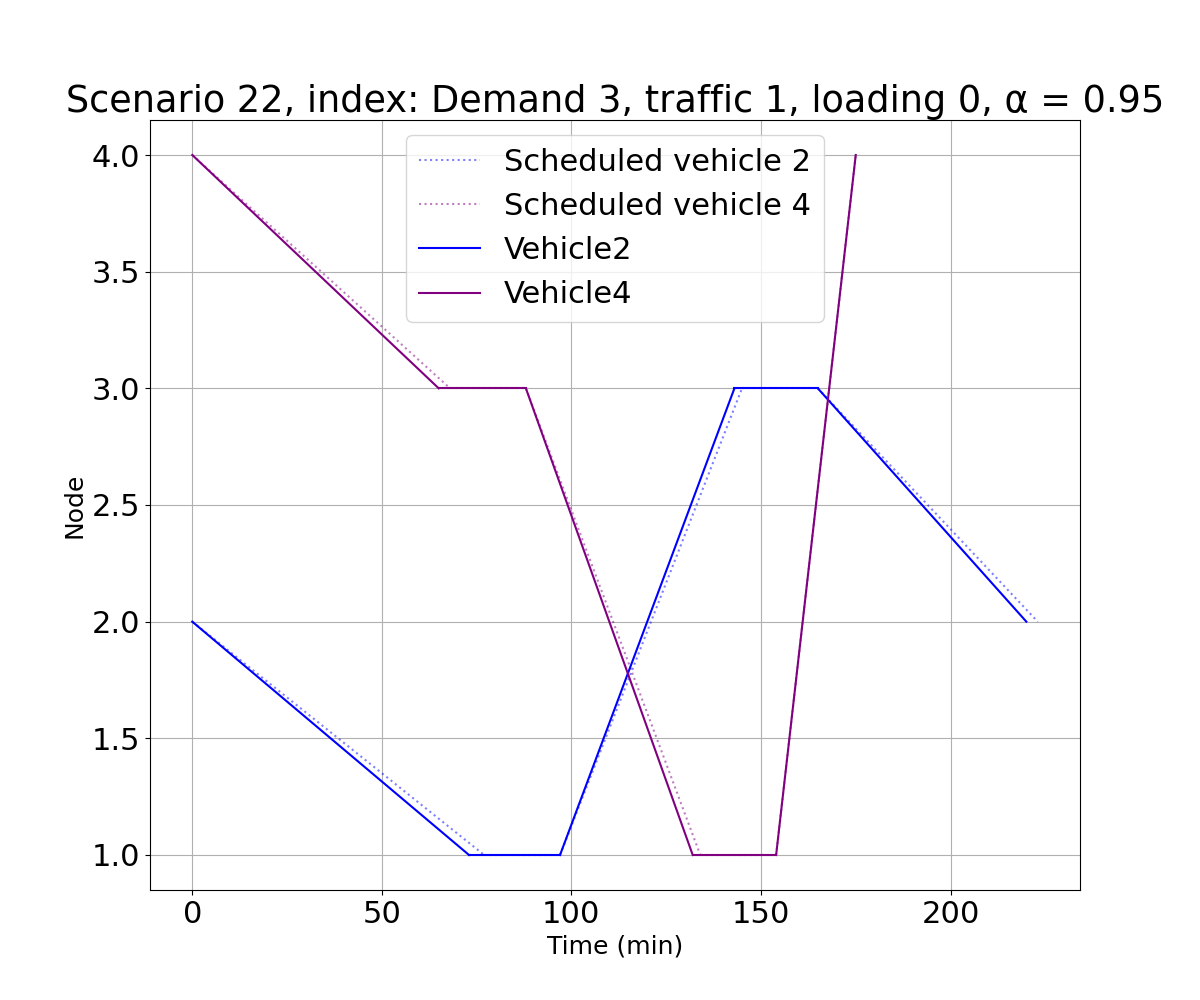 Scenario 22, index: Demand 3, traffic 1, loading 0, α = 0.95
Scheduled vehicle 2
Scheduled vehicle 4
Vehicle2
Vehicle4
4.0
3.5
3.0
2.5
2.0
1.5
1.0
Node
0 50 100 150 200
Time (min)